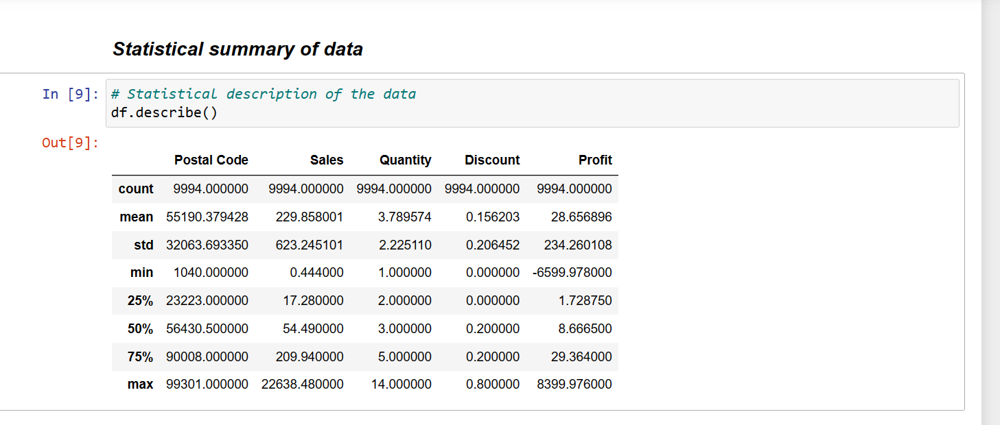 Statistical summary of data
In [9]: # Statistical description of the data
df.describe()
Out[9]:
Postal Code Sales Quantity Discount Profit
count 9994.000000 9994.000000 9994.000000 9994.000000 9994.000000
mean 55190.379428 229.858001 3.789574 0.156203 28.656896
std 32063.693350 623.245101 2.225110 0.206452 234.260108
min 1040.000000 0.444000 1.000000 0.000000 -6599.978000
25% 23223.000000 17.280000 2.000000 0.000000 1.728750
50% 56430.500000 54.490000 3.000000 0.200000 8.666500
75% 90008.000000 209.940000 5.000000 0.200000 29.364000
max 99301.000000 22638.480000 14.000000 0.800000 8399.976000